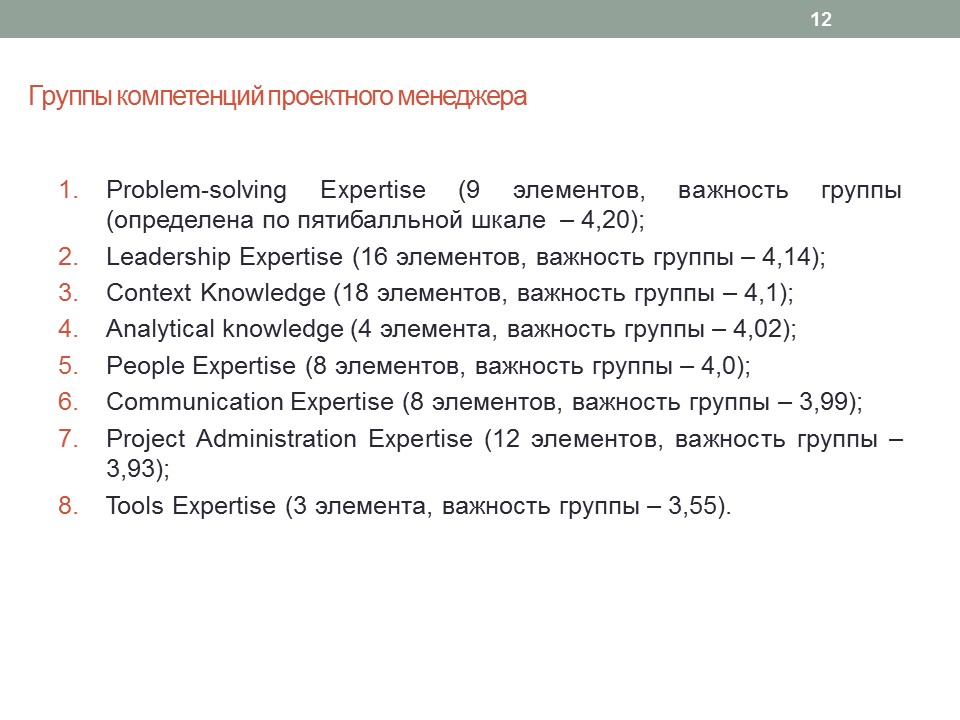 12
Группы компетенций проектного менеджера
1. Problem-solving Expertise (9 элементов, важность группы
(определена по пятибалльной шкале – 4,20);
2. Leadership Expertise (16 элементов, важность группы – 4,14);
3. Context Knowledge (18 элементов, важность группы – 4,1);
4. Analytical knowledge (4 элемента, важность группы – 4,02);
5. People Expertise (8 элементов, важность группы – 4,0);
6. Communication Expertise (8 элементов, важность группы – 3,99);
7. Project Administration Expertise (12 элементов, важность группы –
3,93);
8. Tools Expertise (3 элемента, важность группы – 3,55).